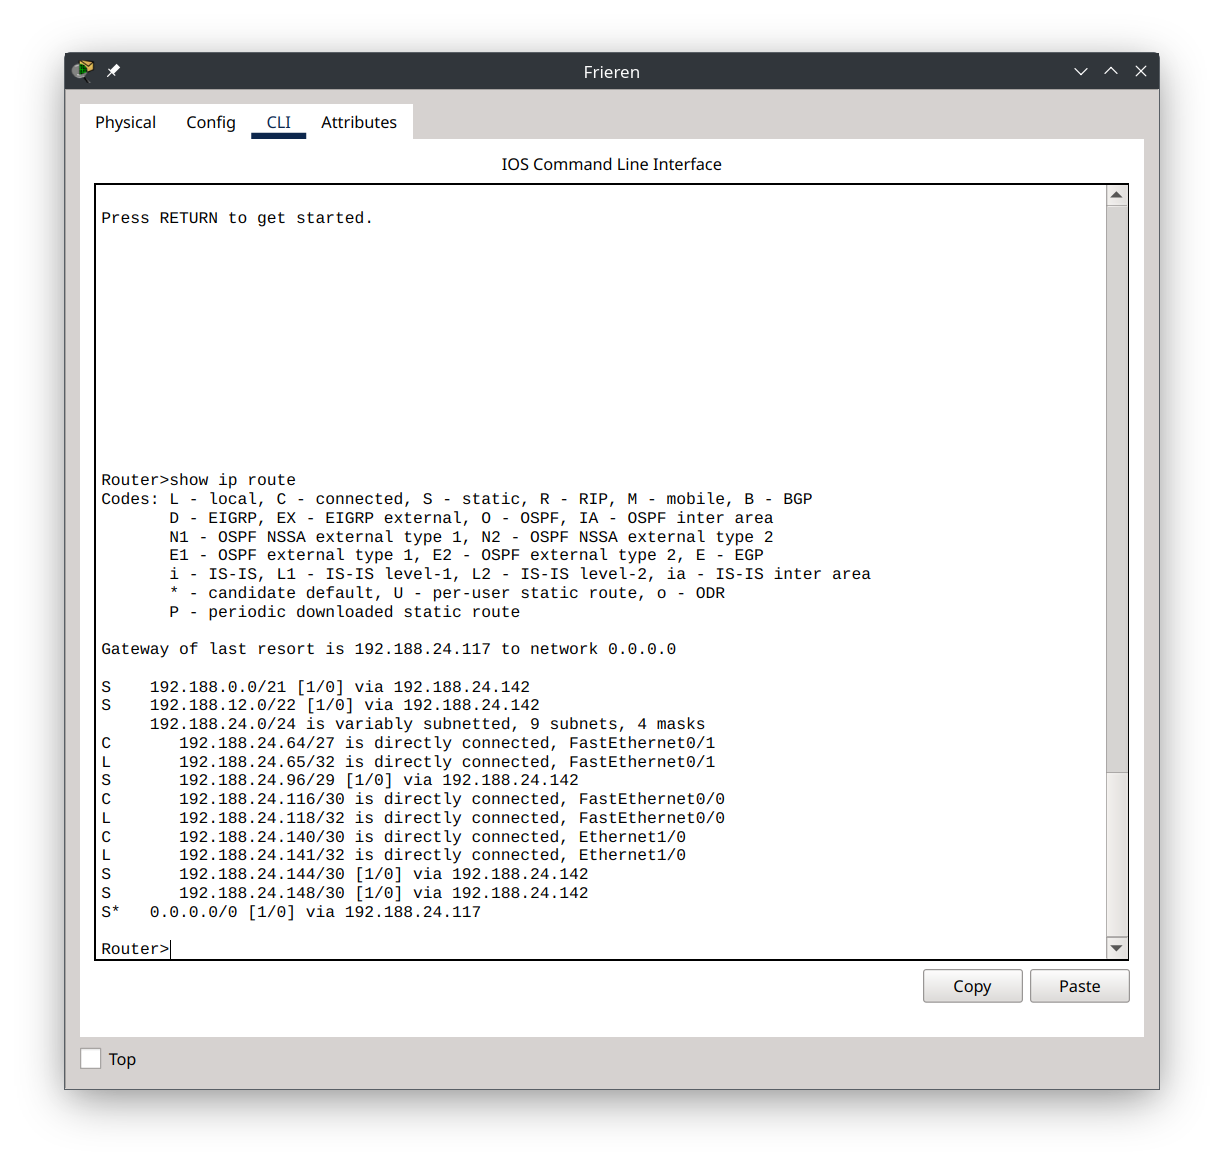 Frieren
Physical Config CLI Attributes
IOS Command Line Interface
Press RETURN to get started.
Router>show ip route
Codes: L - local, C - connected, S - static, R - RIP, M - mobile, B - BGP
       D - EIGRP, EX - EIGRP external, O - OSPF, IA - OSPF inter area
       N1 - OSPF NSSA external type 1, N2 - OSPF NSSA external type 2
       E1 - OSPF external type 1, E2 - OSPF external type 2, E - EGP
       i - IS-IS, L1 - IS-IS level-1, L2 - IS-IS level-2, ia - IS-IS inter area
       * - candidate default, U - per-user static route, o - ODR
       P - periodic downloaded static route
Gateway of last resort is 192.188.24.117 to network 0.0.0.0
S    192.188.0.0/21 [1/0] via 192.188.24.142
S    192.188.12.0/22 [1/0] via 192.188.24.142
     192.188.24.0/24 is variably subnetted, 9 subnets, 4 masks
C       192.188.24.64/27 is directly connected, FastEthernet0/1
L       192.188.24.65/32 is directly connected, FastEthernet0/1
S       192.188.24.96/29 [1/0] via 192.188.24.142
C       192.188.24.116/30 is directly connected, FastEthernet0/0
L       192.188.24.118/32 is directly connected, FastEthernet0/0
C       192.188.24.140/30 is directly connected, Ethernet1/0
L       192.188.24.141/32 is directly connected, Ethernet1/0
S       192.188.24.144/30 [1/0] via 192.188.24.142
S       192.188.24.148/30 [1/0] via 192.188.24.142
S*   0.0.0.0/0 [1/0] via 192.188.24.117
Router>
Copy Paste
Top